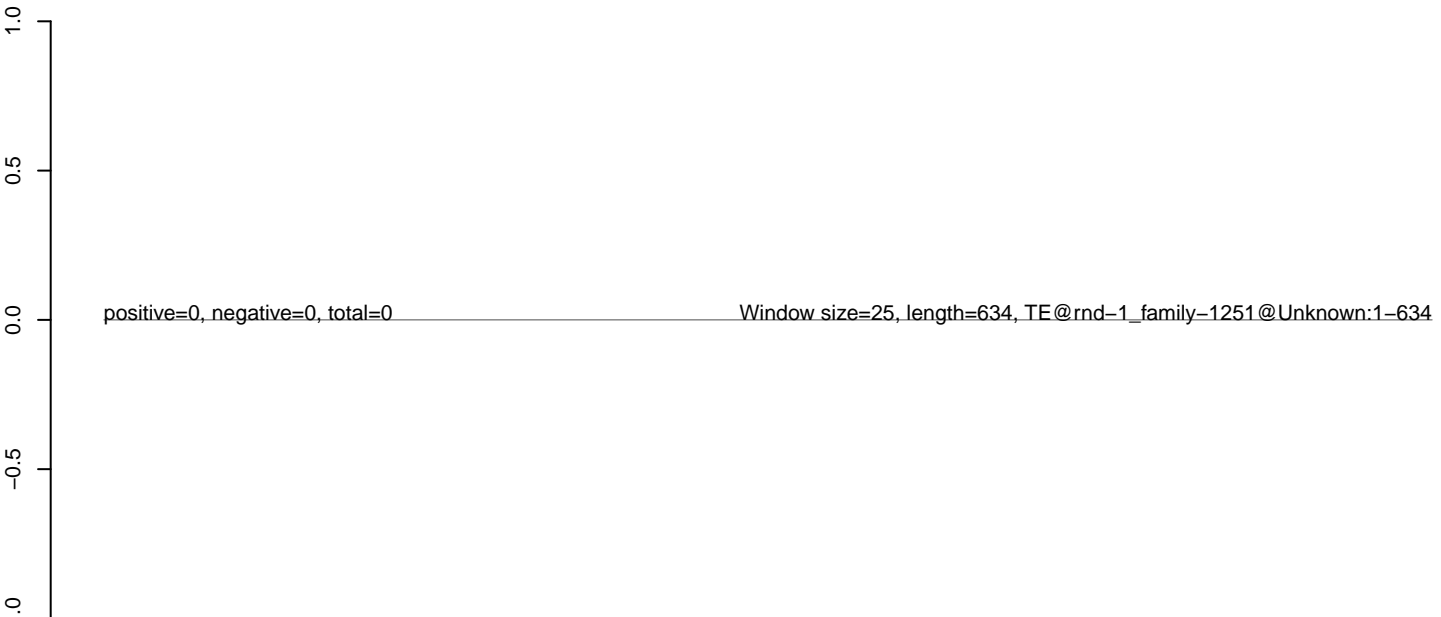 1.0
0.5
0.0
−0.5
.0
positive=0, negative=0, total=0
Window size=25, length=634, TE@rnd−1_family−1251@Unknown:1−634